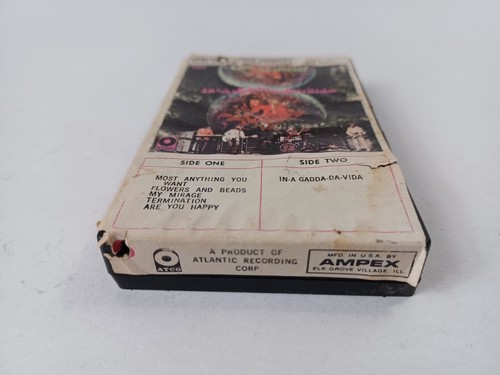 SIDE ONE
SIDE TWO
MOST ANYTHING YOU
WANT
FLOWERS AND BEADS
MY MIRAGE
TERMINATION
ARE YOU HAPPY
IN-A GADDA-DA-VIDA
ATCO
A PRODUCT OF
ATLANTIC RECORDING
CORP
MFD IN U.S.A. BY
AMPEX
ELK GROVE VILLAGE, ILL